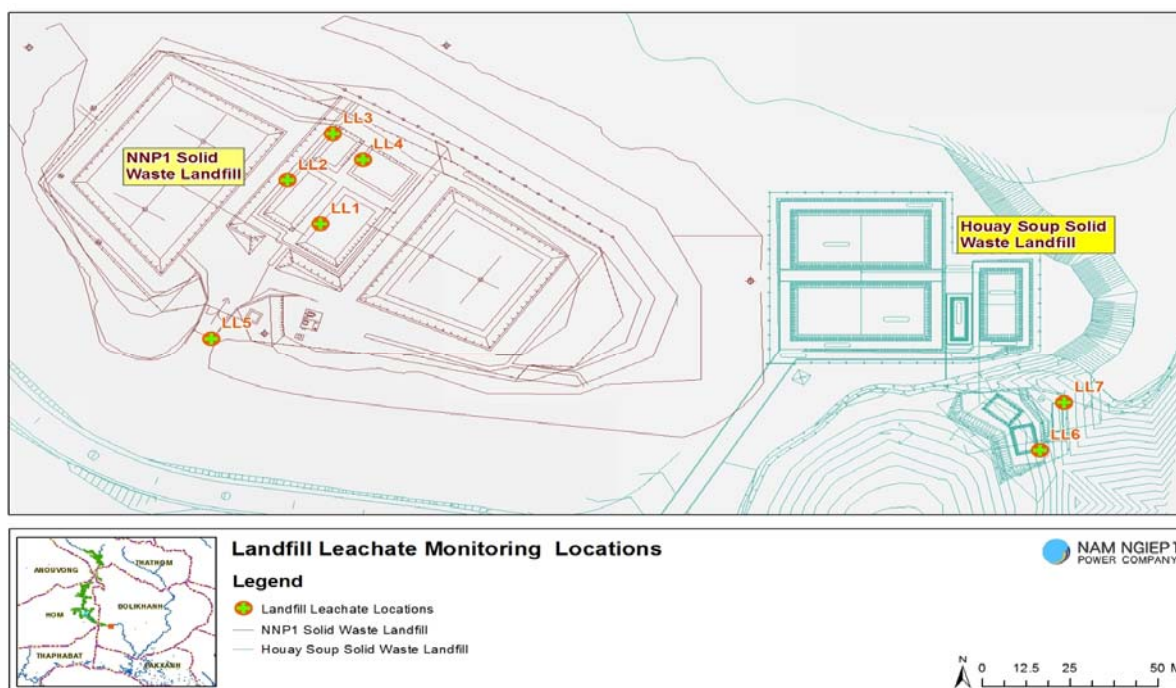 LL3
LL4
NNP1 Solid
Waste Landfill
LL2
LL1
Houay Soup Solid
Waste Landfill
LL5
LL7
LL6
Landfill Leachate Monitoring Locations
Legend
Landfill Leachate Locations
NNP1 Solid Waste Landfill
Houay Soup Solid Waste Landfill
ANOUVONG
THATHOM
HOM
BOLIKHANH
THAPHABAT
PAKXANH
NAM NGIEP 1
POWER COMPANY
N
0 12.5 25 50 M